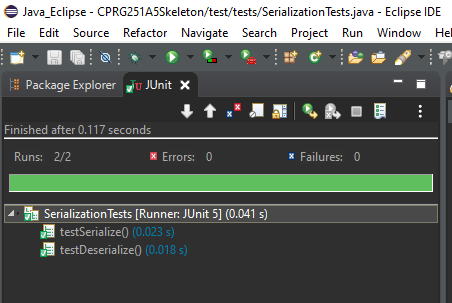 Java_Eclipse - CPRG251A5Skeleton/test/tests/SerializationTests.java - Eclipse IDE
File Edit Source Refactor Navigate Search Project Run Window Help
Package Explorer JUnit
Finished after 0.117 seconds
Runs: 2/2 Errors: 0 Failures: 0
SerializationTests [Runner: JUnit 5] (0.041 s)
testSerialize() (0.023 s)
testDeserialize() (0.018 s)